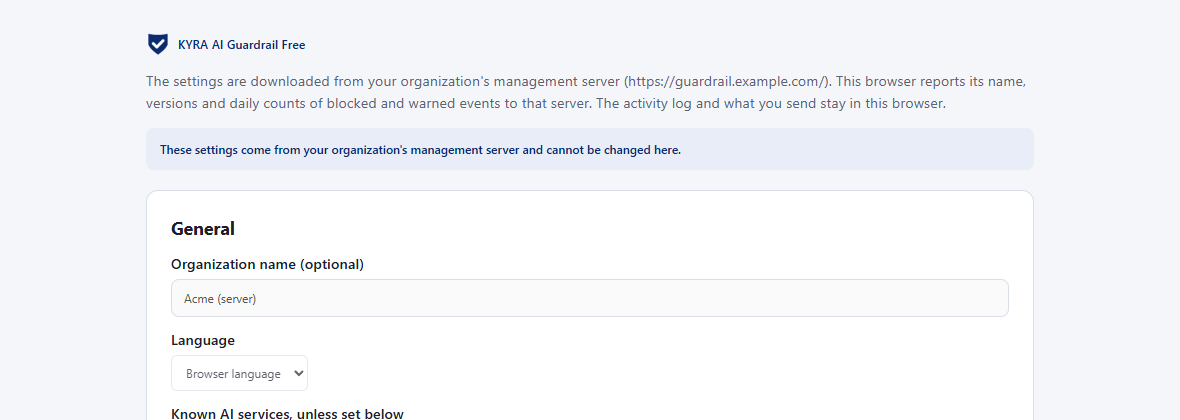 KYRA AI Guardrail Free
The settings are downloaded from your organization's management server (https://guardrail.example.com/). This browser reports its name,
versions and daily counts of blocked and warned events to that server. The activity log and what you send stay in this browser.
These settings come from your organization's management server and cannot be changed here.
General
Organization name (optional)
Acme (server)
Language
Browser language
Known AI services, unless set below